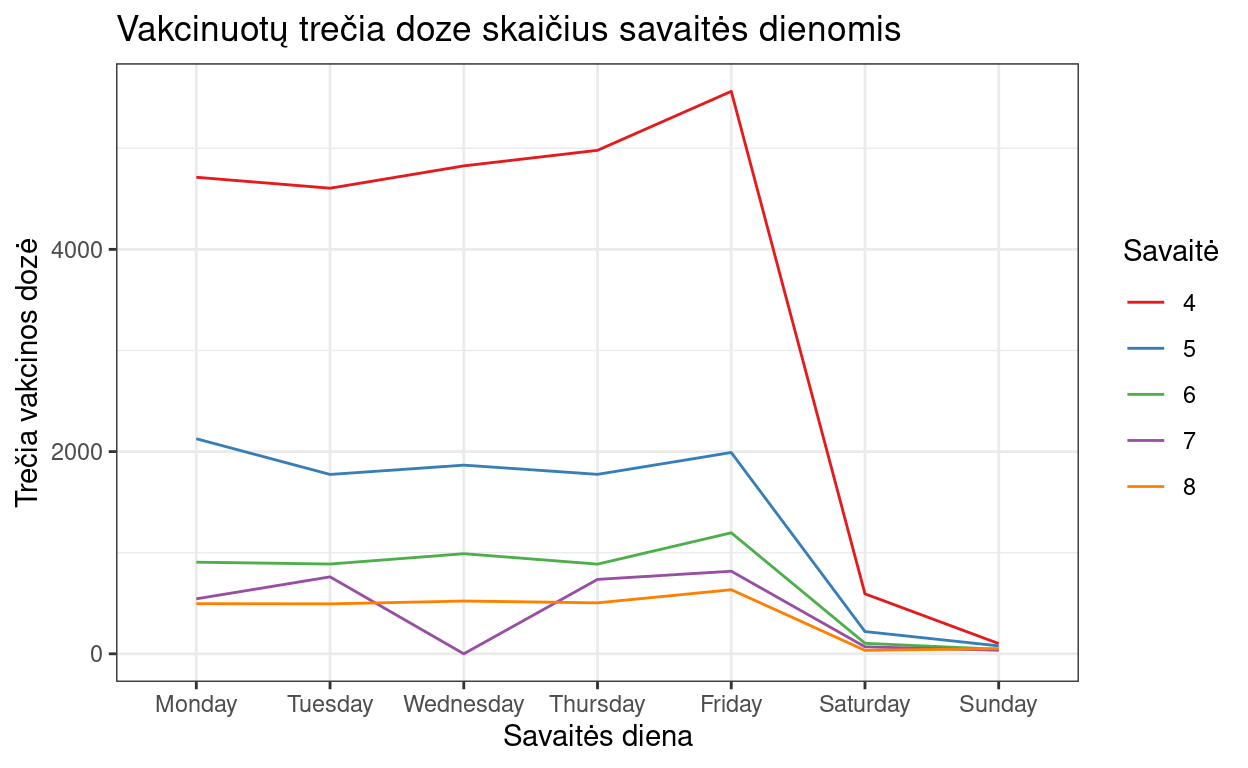 Vakcinuotų trečia doze skaičius savaitės dienomis
Trečia vakcinos dozė
4000
2000
0
Monday Tuesday Wednesday Thursday Friday Saturday Sunday
Savaitės diena
Savaitė
4
5
6
7
8